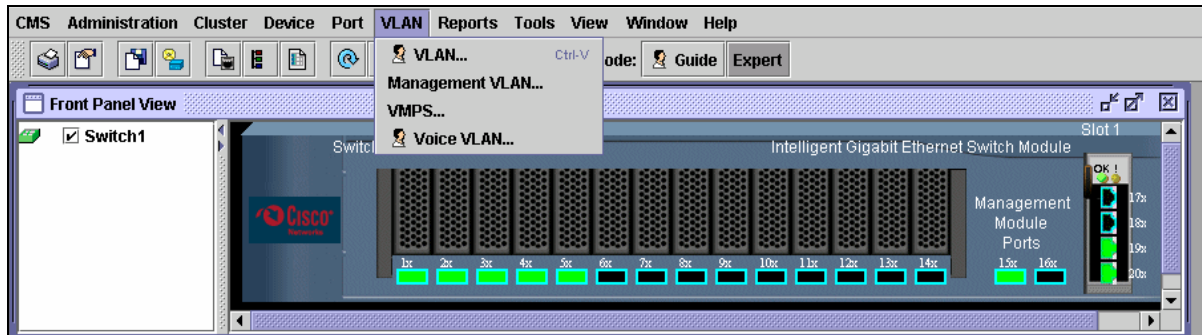 CMS Administration Cluster Device Port VLAN Reports Tools View Window Help
VLAN... Ctrl-V
ode: Guide Expert
Management VLAN...
VMPS...
Voice VLAN...
Front Panel View
Switch1
Slot 1
Switc
Intelligent Gigabit Ethernet Switch Module
OK !
CISCO
Management
Module
Ports
17x
18x
19x
20x
1x 2x 3x 4x 5x 6x 7x 8x 9x 10x 11x 12x 13x 14x 15x 16x